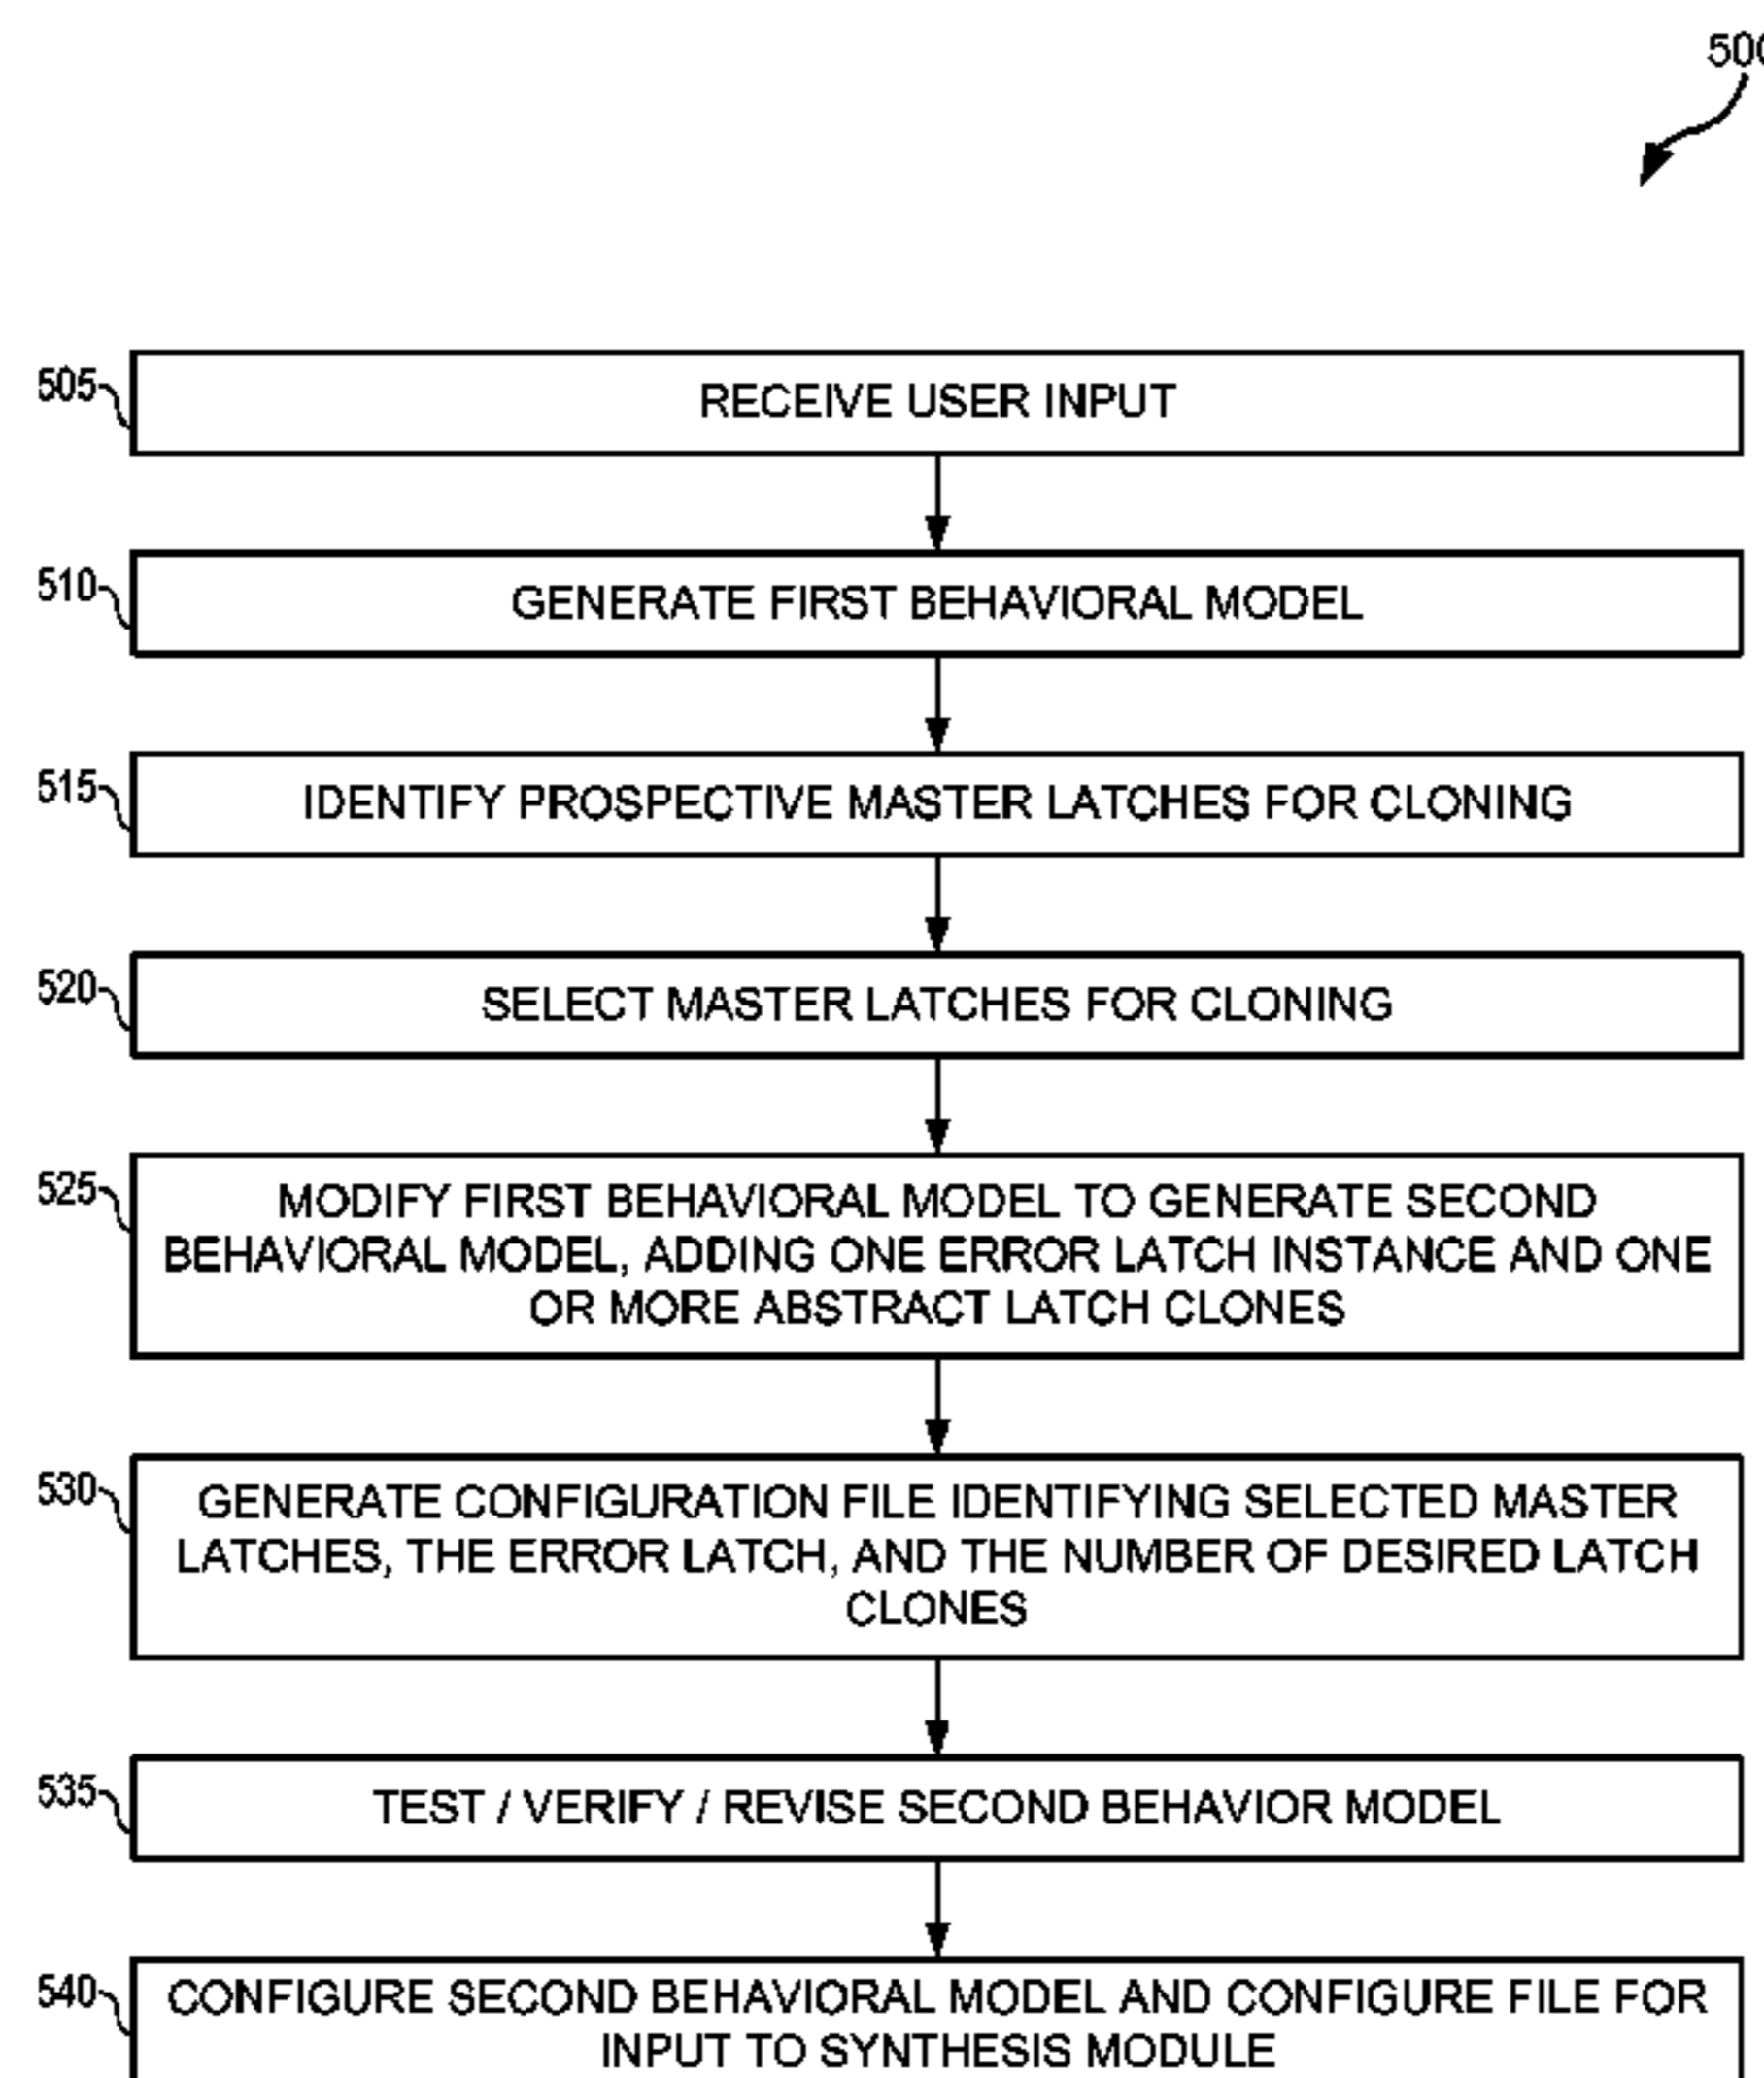 505
RECEIVE USER INPUT
510
GENERATE FIRST BEHAVIORAL MODEL
515
IDENTIFY PROSPECTIVE MASTER LATCHES FOR CLONING
520
SELECT MASTER LATCHES FOR CLONING
525
MODIFY FIRST BEHAVIORAL MODEL TO GENERATE SECOND
BEHAVIORAL MODEL, ADDING ONE ERROR LATCH INSTANCE AND ONE
OR MORE ABSTRACT LATCH CLONES
530
GENERATE CONFIGURATION FILE IDENTIFYING SELECTED MASTER
LATCHES, THE ERROR LATCH, AND THE NUMBER OF DESIRED LATCH
CLONES
535
TEST / VERIFY / REVISE SECOND BEHAVIOR MODEL
540
CONFIGURE SECOND BEHAVIORAL MODEL AND CONFIGURE FILE FOR
INPUT TO SYNTHESIS MODULE